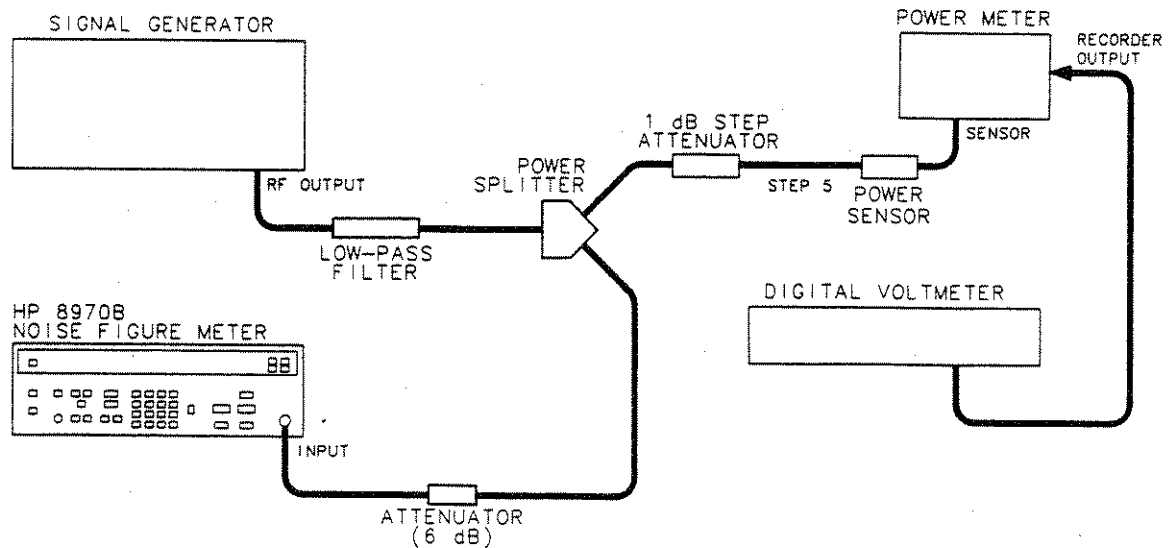 SIGNAL GENERATOR
POWER METER
RECORDER
OUTPUT
SENSOR
1 dB STEP
ATTENUATOR
POWER
SPLITTER
RF OUTPUT
STEP 5
POWER
SENSOR
LOW-PASS
FILTER
DIGITAL VOLTMETER
HP 8970B
NOISE FIGURE METER
88
INPUT
ATTENUATOR
(6 dB)